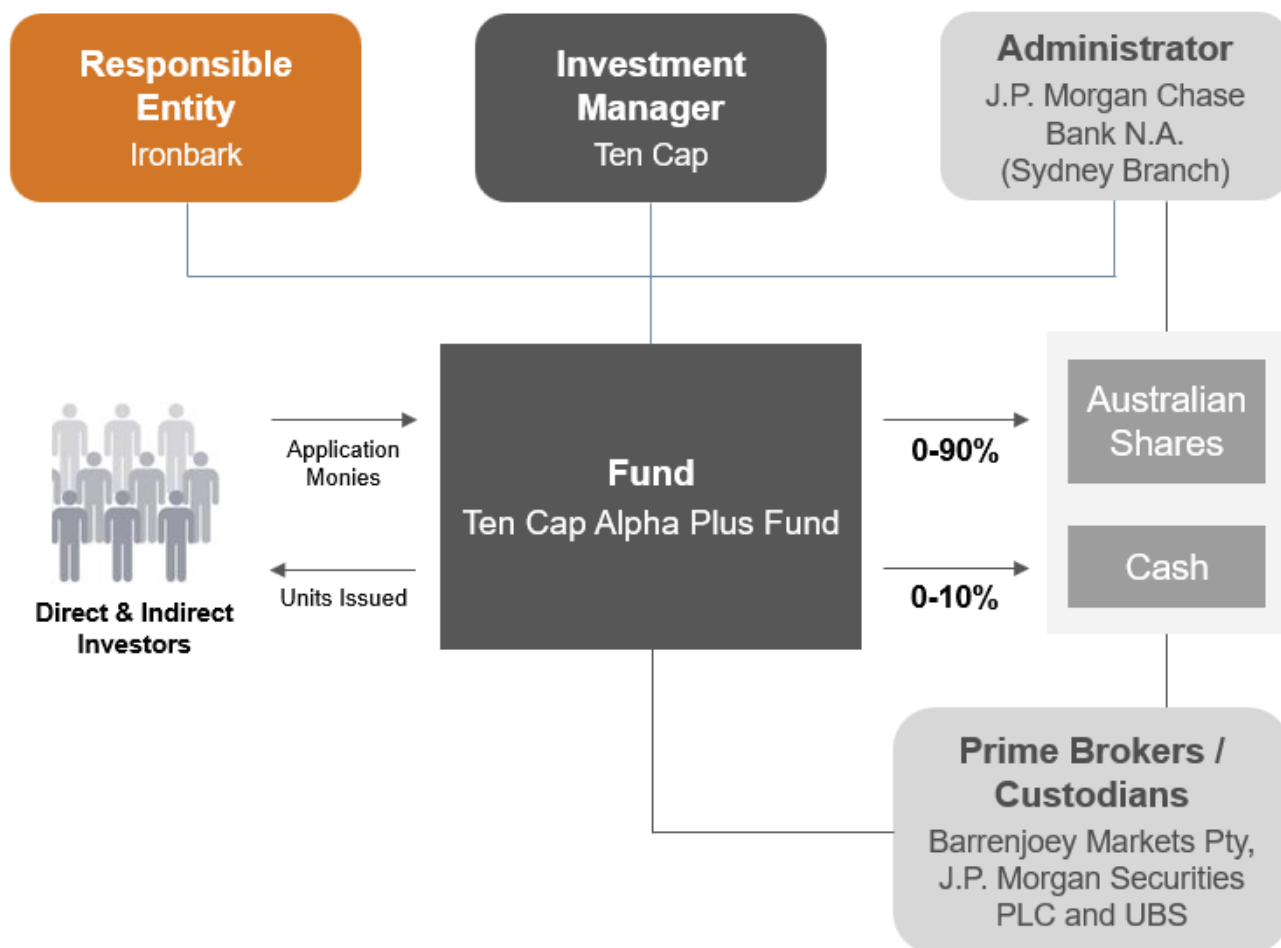 Responsible
Entity
Ironbark
Investment
Manager
Ten Cap
Administrator
J.P. Morgan Chase
Bank N.A.
(Sydney Branch)
Application
Monies
Units Issued
Direct & Indirect
Investors
Fund
Ten Cap Alpha Plus Fund
0-90%
0-10%
Australian
Shares
Cash
Prime Brokers /
Custodians
Barrenjoey Markets Pty,
J.P. Morgan Securities
PLC and UBS